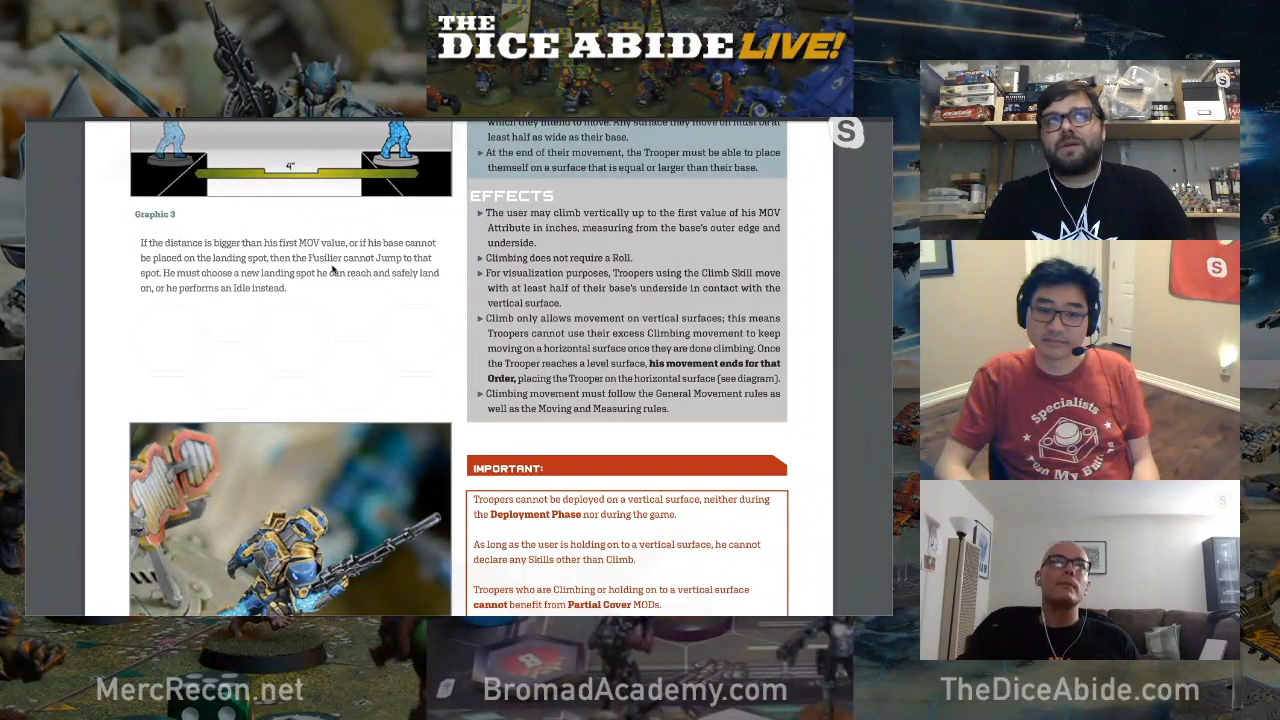 THE
DICE ABIDE LIVE!
4"
Graphic 3
If the distance is bigger than his first MOV value, or if his base cannot
be placed on the landing spot, then the Fusilier cannot Jump to that
spot. He must choose a new landing spot he can reach and safely land
on, or he performs an Idle instead.
which they intend to move. Any surface they move on must be at
least half as wide as their base.
▶ At the end of their movement, the Trooper must be able to place
themself on a surface that is equal or larger than their base.
EFFECTS
▶ The user may climb vertically up to the first value of his MOV
Attribute in inches, measuring from the base's outer edge and
underside.
▶ Climbing does not require a Roll.
▶ For visualization purposes, Troopers using the Climb Skill move
with at least half of their base's underside in contact with the
vertical surface.
▶ Climb only allows movement on vertical surfaces; this means
Troopers cannot use their excess Climbing movement to keep
moving on a horizontal surface once they are done climbing. Once
the Trooper reaches a level surface, his movement ends for that
Order, placing the Trooper on the horizontal surface (see diagram).
▶ Climbing movement must follow the General Movement rules as
well as the Moving and Measuring rules.
IMPORTANT:
Troopers cannot be deployed on a vertical surface, neither during
the Deployment Phase nor during the game.
As long as the user is holding on to a vertical surface, he cannot
declare any Skills other than Climb.
Troopers who are Climbing or holding on to a vertical surface
cannot benefit from Partial Cover MODs.
S
S
S
Specialists
MercRecon.net
BromadAcademy.com
TheDiceAbide.com